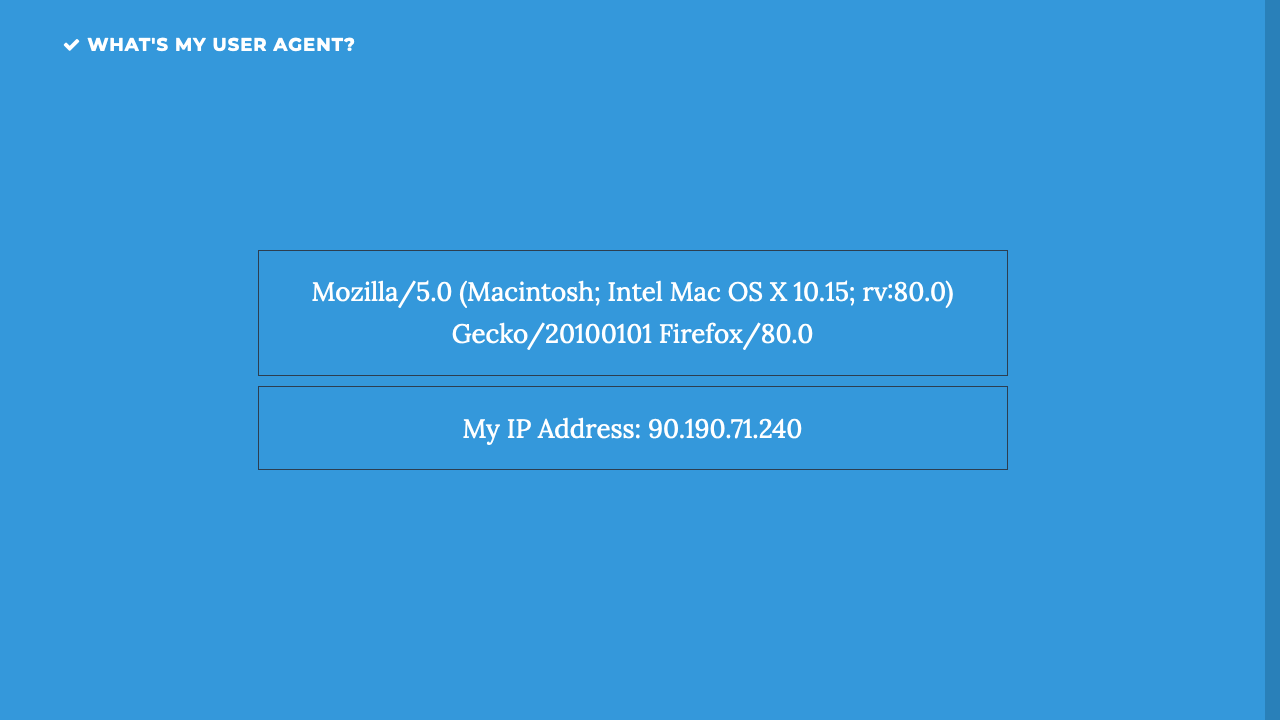 WHAT'S MY USER AGENT?
Mozilla/5.0 (Macintosh; Intel Mac OS X 10.15; rv:80.0)
Gecko/20100101 Firefox/80.0
My IP Address: 90.190.71.240